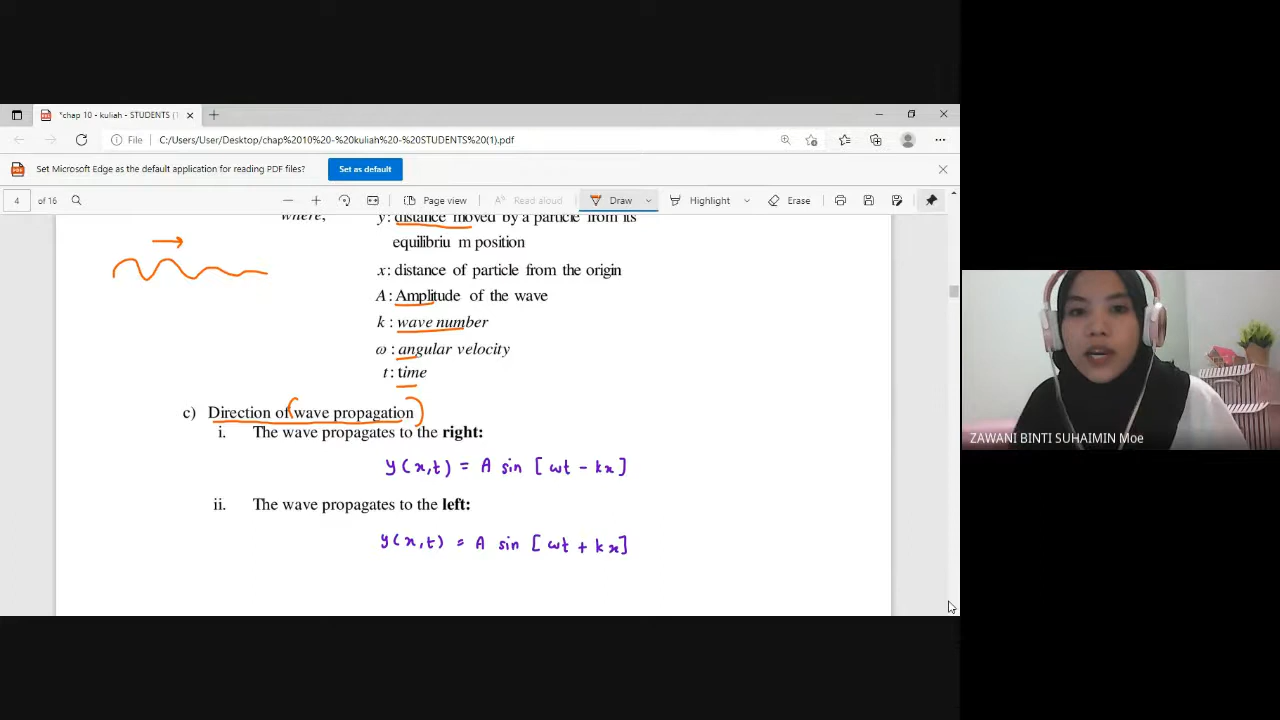 *chap 10 - kuliah - STUDENTS (1
File C:/Users/User/Desktop/chap%2010%20-%20kuliah%20-%20STUDENTS%20(1).pdf
Set Microsoft Edge as the default application for reading PDF files? Set as default
4 of 16 Page view Read aloud Draw Highlight Erase
where, y : distance moved by a particle from its
equilibriu m position
x : distance of particle from the origin
A : Amplitude of the wave
k : wave number
ω : angular velocity
t : time
c) Direction of (wave propagation)
i. The wave propagates to the right:
y(x,t) = A sin [ωt - kx]
ii. The wave propagates to the left:
y(x,t) = A sin [ωt + kx]
ZAWANI BINTI SUHAIMIN Moe